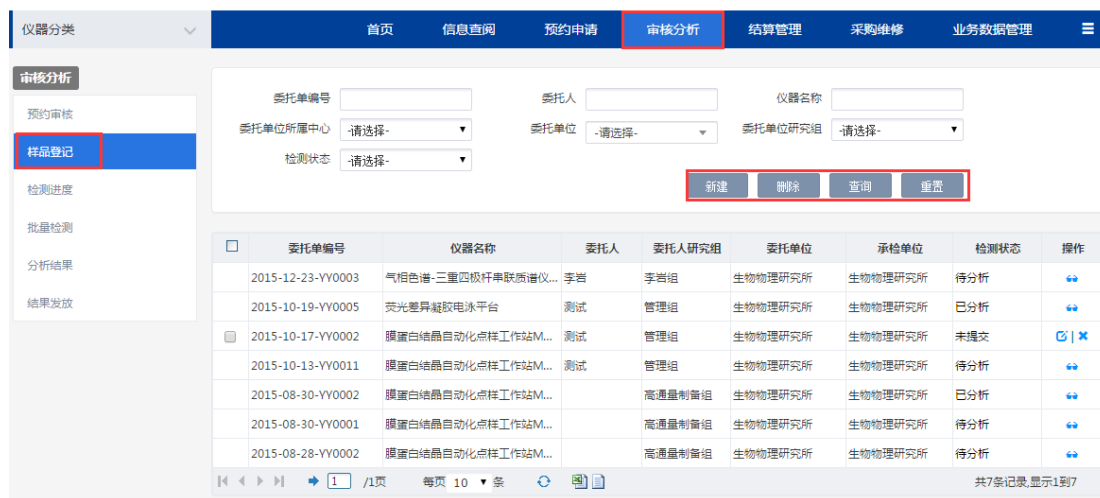 仪器分类 首页 信息查阅 预约申请 审核分析 结算管理 采购维修 业务数据管理
审核分析
预约审核
样品登记
检测进度
批量检测
分析结果
结果发放
委托单编号 委托人 仪器名称
委托单位所属中心 -请选择- 委托单位 -请选择- 委托单位研究组 -请选择-
检测状态 -请选择-
新建 删除 查询 重置
委托单编号 仪器名称 委托人 委托人研究组 委托单位 承检单位 检测状态 操作
2015-12-23-YY0003 气相色谱-三重四极杆串联质谱仪... 李岩 李岩组 生物物理研究所 生物物理研究所 待分析
2015-10-19-YY0005 荧光差异凝胶电泳平台 测试 管理组 生物物理研究所 生物物理研究所 已分析
2015-10-17-YY0002 膜蛋白结晶自动化点样工作站M... 测试 管理组 生物物理研究所 生物物理研究所 未提交 |
2015-10-13-YY0011 膜蛋白结晶自动化点样工作站M... 测试 管理组 生物物理研究所 生物物理研究所 待分析
2015-08-30-YY0002 膜蛋白结晶自动化点样工作站M... 高通量制备组 生物物理研究所 生物物理研究所 已分析
2015-08-30-YY0001 膜蛋白结晶自动化点样工作站M... 高通量制备组 生物物理研究所 生物物理研究所 待分析
2015-08-28-YY0002 膜蛋白结晶自动化点样工作站M... 高通量制备组 生物物理研究所 生物物理研究所 待分析
1 /1页 每页 10 条 共7条记录,显示1到7